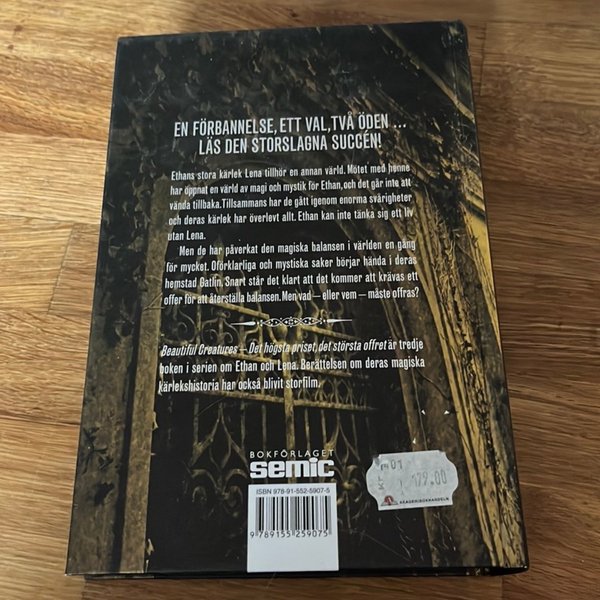 EN FÖRBANNELSE, ETT VAL, TVÅ ÖDEN ...
LÄS DEN STORSLAGNA SUCCÉN!
Ethans stora kärlek Lena tillhör en annan värld. Mötet med henne
har öppnat en värld av magi och mystik för Ethan, och det går inte att
vända tillbaka. Tillsammans har de gått igenom enorma svårigheter
och deras kärlek har överlevt allt. Ethan kan inte tänka sig ett liv
utan Lena.
Men de har påverkat den magiska balansen i världen en gång
för mycket. Oförklarliga och mystiska saker börjar hända i deras
hemstad Gatlin. Snart står det klart att det kommer att krävas ett
offer för att återställa balansen. Men vad – eller vem – måste offras?
Beautiful Creatures – Det högsta priset, det största offret är tredje
boken i serien om Ethan och Lena. Berättelsen om deras magiska
kärlekshistoria har också blivit storfilm.
BOKFÖRLAGET
semic
ISBN 978-91-552-5907-5
9 789155 259075
01
KR 179.00
AKADEMIBOKHANDELN